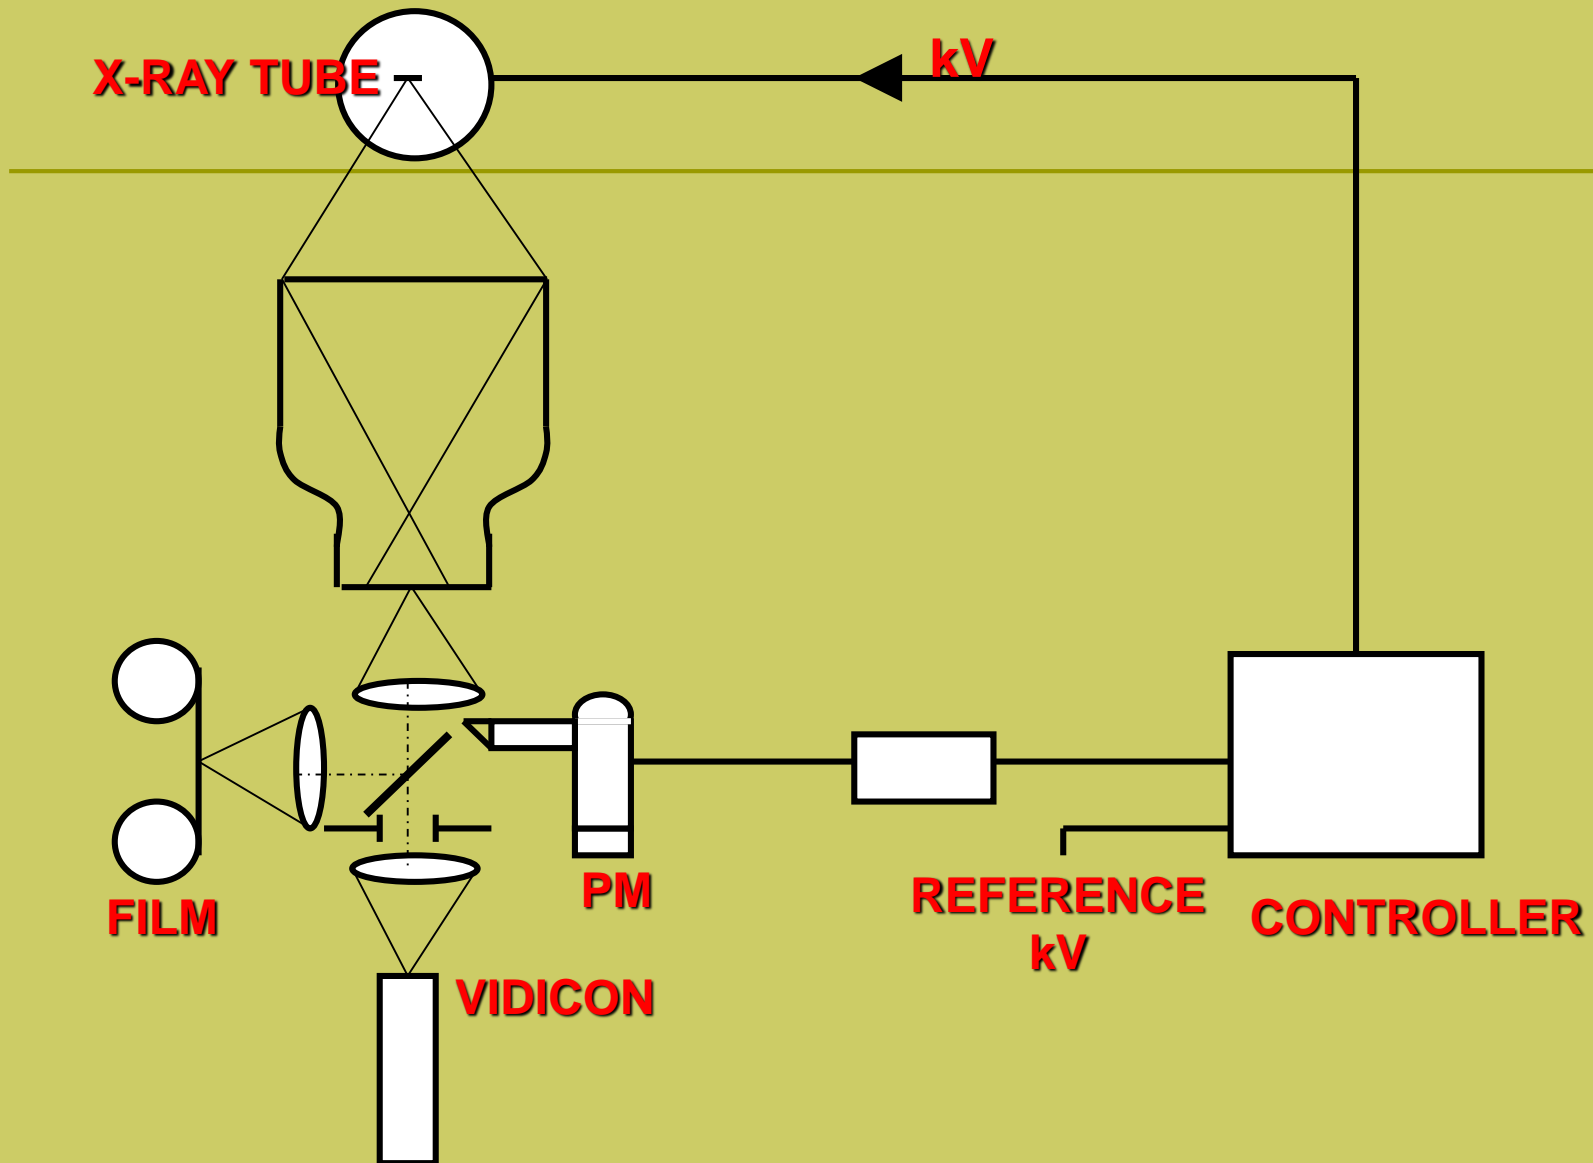 X-RAY TUBE
kV
FILM
PM
REFERENCE
kV
CONTROLLER
VIDICON